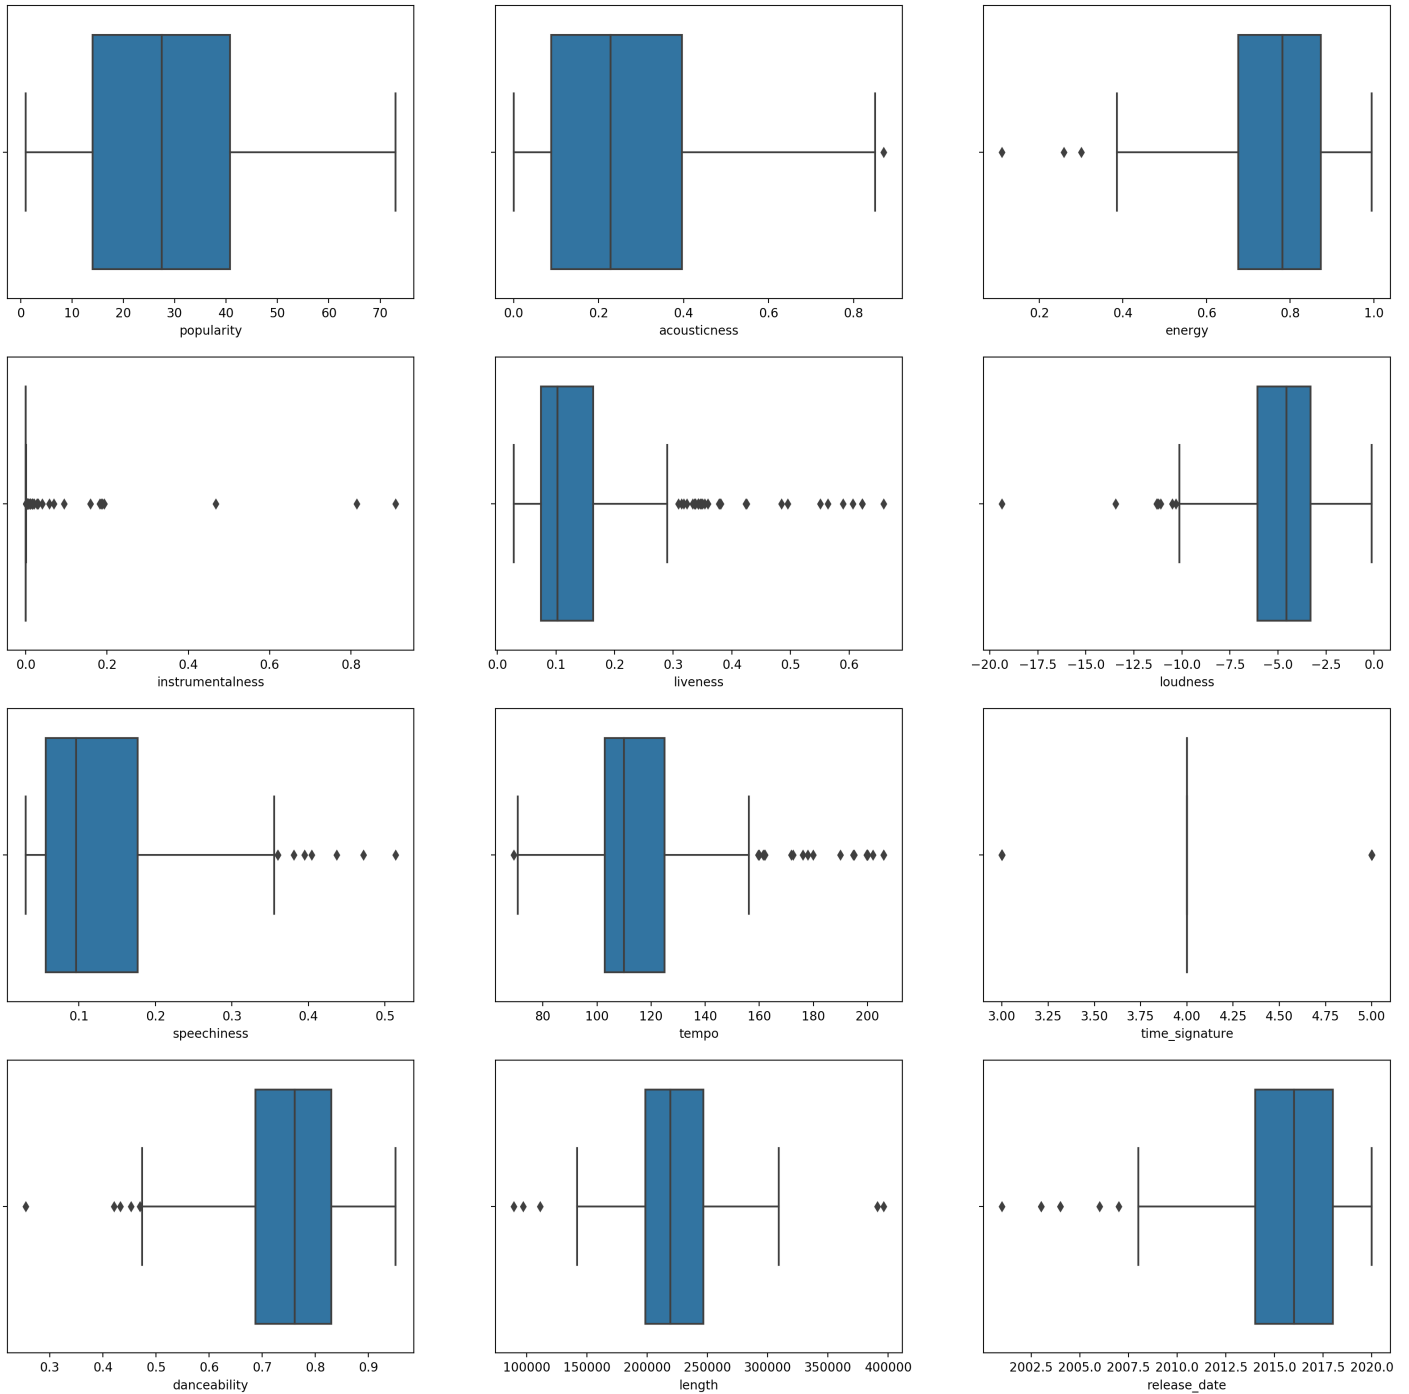 0 10 20 30 40 50 60 70
popularity
0.0 0.2 0.4 0.6 0.8
acousticness
0.2 0.4 0.6 0.8 1.0
energy
0.0 0.2 0.4 0.6 0.8
instrumentalness
0.0 0.1 0.2 0.3 0.4 0.5 0.6
liveness
−20.0 −17.5 −15.0 −12.5 −10.0 −7.5 −5.0 −2.5 0.0
loudness
0.1 0.2 0.3 0.4 0.5
speechiness
80 100 120 140 160 180 200
tempo
3.00 3.25 3.50 3.75 4.00 4.25 4.50 4.75 5.00
time_signature
0.3 0.4 0.5 0.6 0.7 0.8 0.9
danceability
100000 150000 200000 250000 300000 350000 400000
length
2002.5 2005.0 2007.5 2010.0 2012.5 2015.0 2017.5 2020.0
release_date